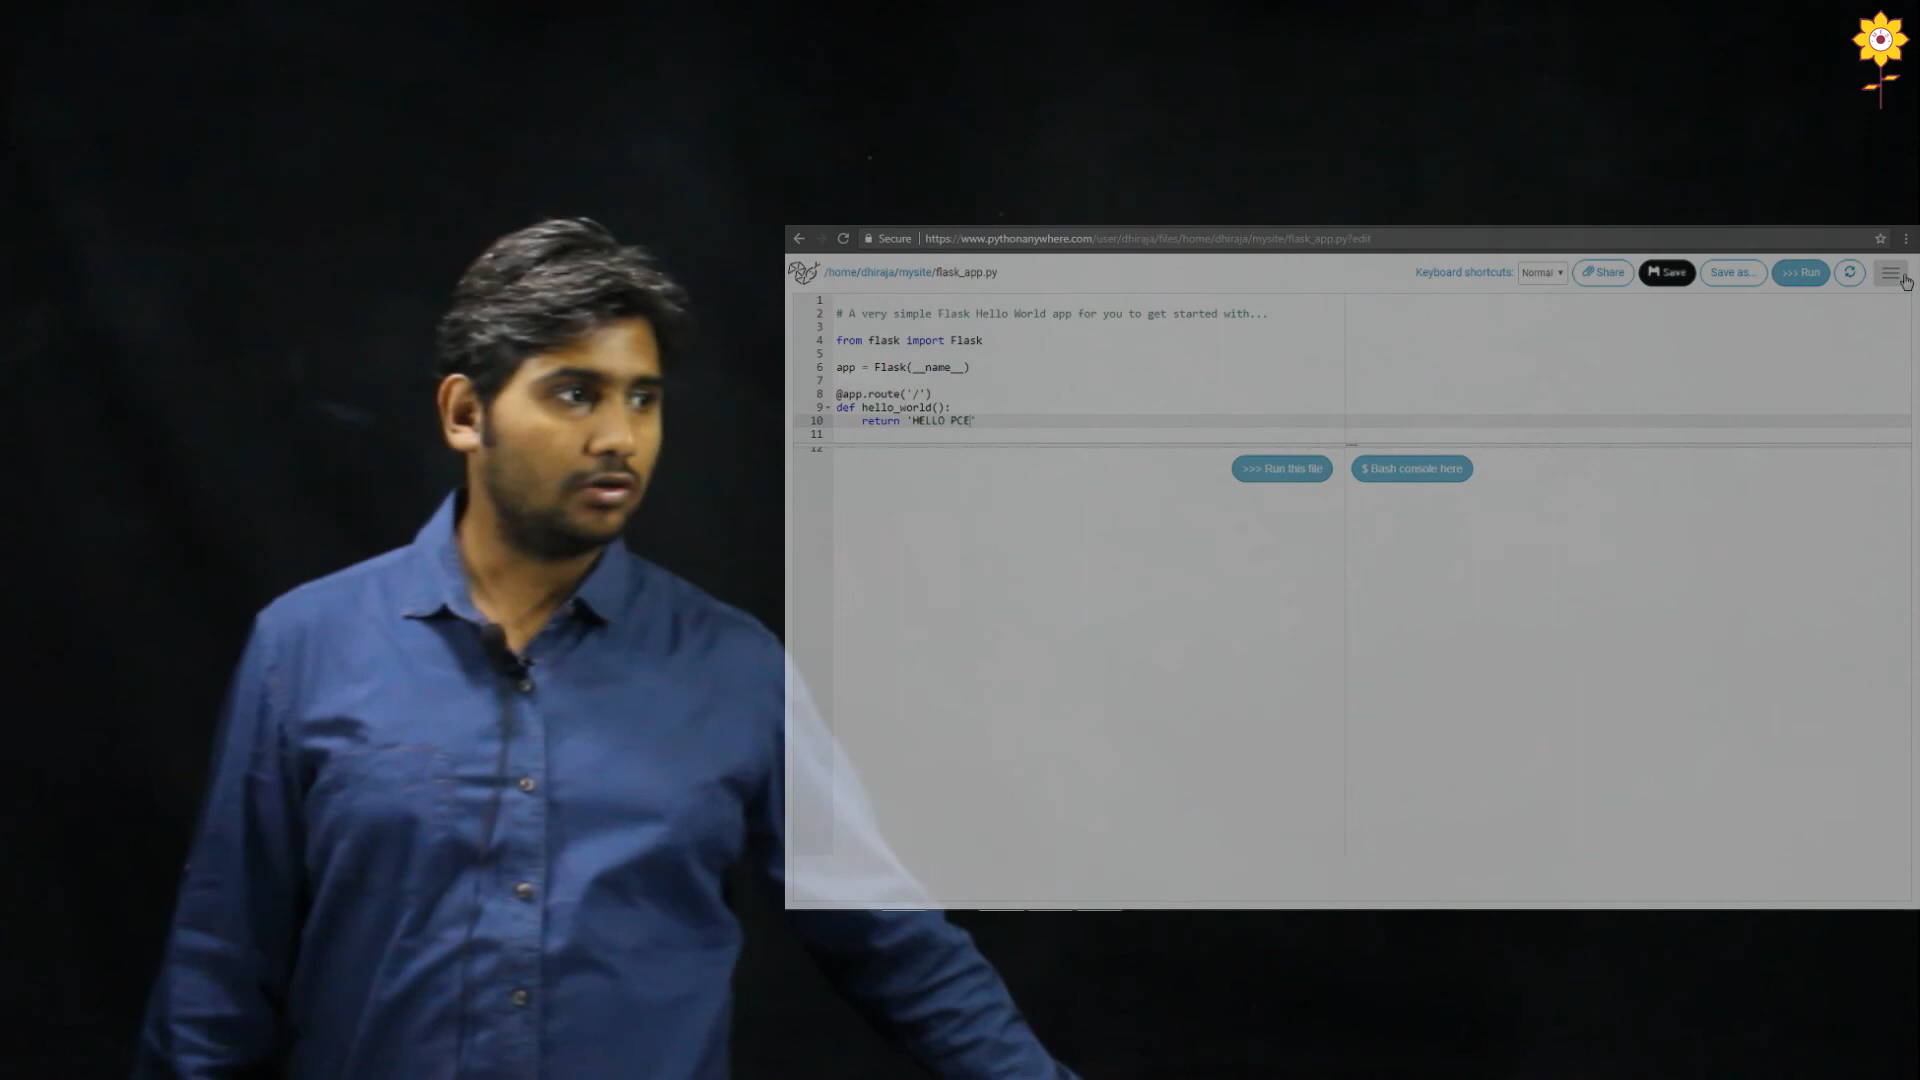 Secure | https://www.pythonanywhere.com/user/dhiraja/files/home/dhiraja/mysite/flask_app.py?edit
/home/dhiraja/mysite/flask_app.py Keyboard shortcuts: Normal Share Save Save as... >>> Run
1
2 # A very simple Flask Hello World app for you to get started with...
3
4 from flask import Flask
5
6 app = Flask(__name__)
7
8 @app.route('/')
9 def hello_world():
10 return 'HELLO PCE'
11
12
>>> Run this file $ Bash console here